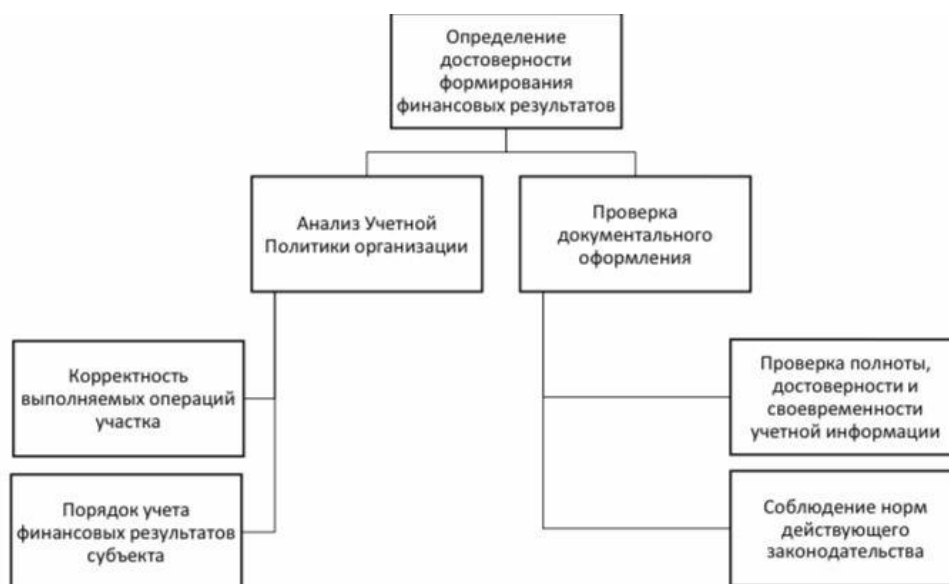 Определение
достоверности
формирования
финансовых результатов
Анализ Учетной
Политики организации
Проверка
документального
оформления
Корректность
выполняемых операций
участка
Порядок учета
финансовых результатов
субъекта
Проверка полноты,
достоверности и
своевременности
учетной информации
Соблюдение норм
действующего
законодательства